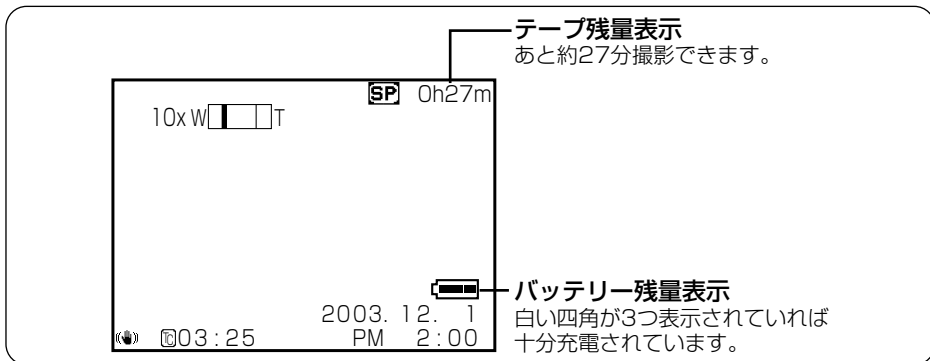 テープ残量表示
あと約27分撮影できます。
SP 0h27m
10x W T
バッテリー残量表示
白い四角が3つ表示されていれば
十分充電されています。
2003. 12. 1
TC 03:25 PM 2:00